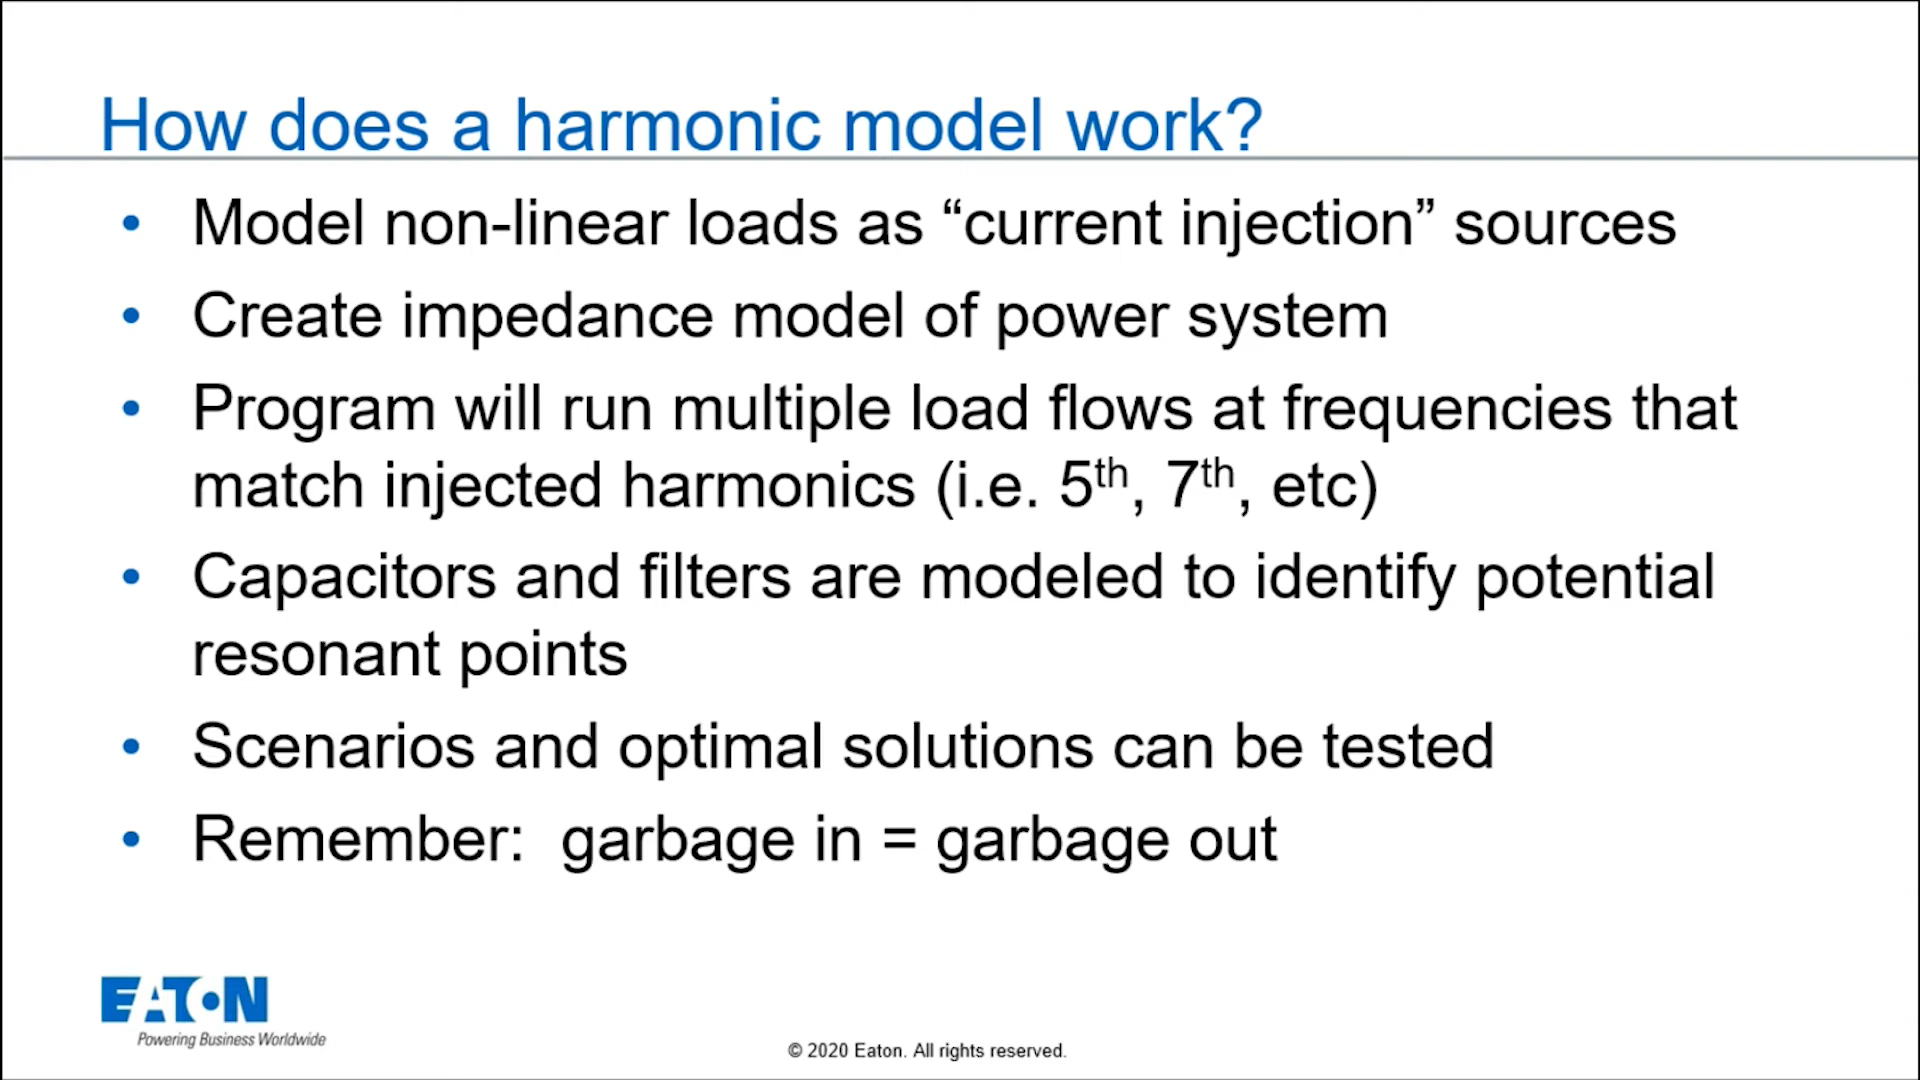 How does a harmonic model work?
• Model non-linear loads as “current injection” sources
• Create impedance model of power system
• Program will run multiple load flows at frequencies that
match injected harmonics (i.e. 5th, 7th, etc)
• Capacitors and filters are modeled to identify potential
resonant points
• Scenarios and optimal solutions can be tested
• Remember:  garbage in = garbage out
EATON
Powering Business Worldwide
© 2020 Eaton. All rights reserved.